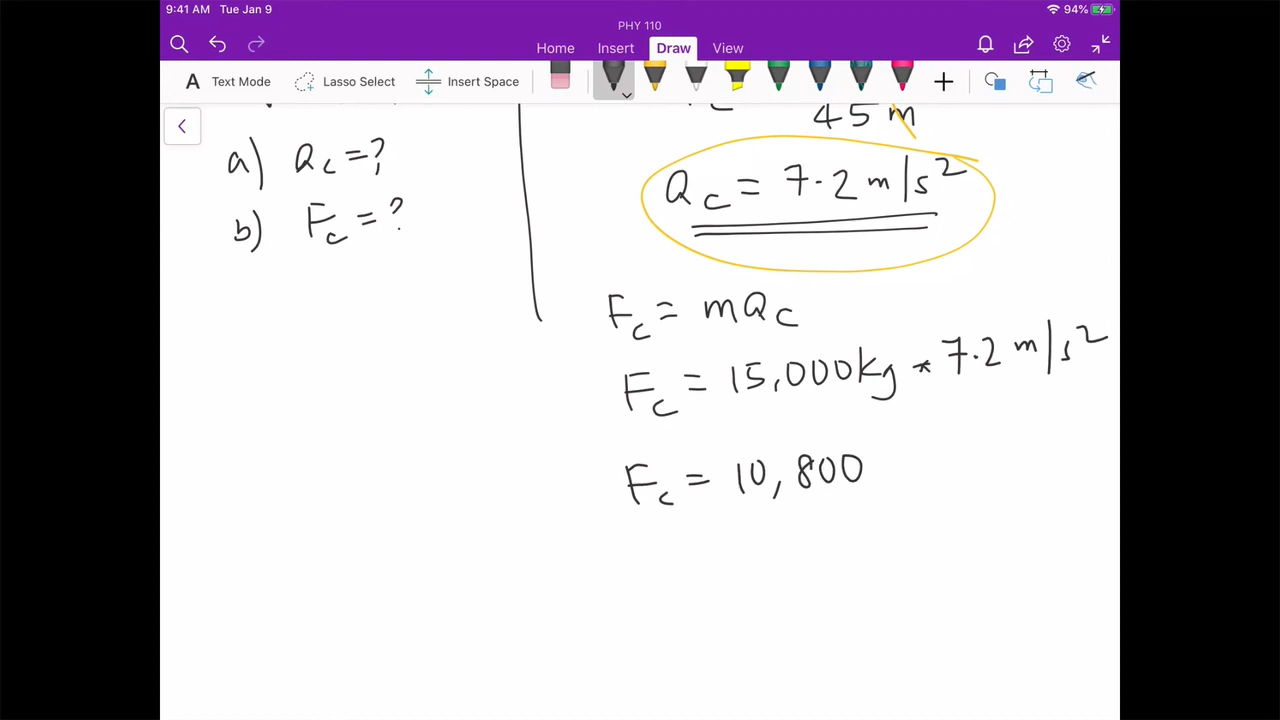 9:41 AM Tue Jan 9
94%
PHY 110
Home Insert Draw View
A Text Mode Lasso Select Insert Space
45 m
a) ac = ?
b) Fc = ?
ac = 7.2 m/s²
Fc = mac
Fc = 15,000kg * 7.2 m/s²
Fc = 10,800